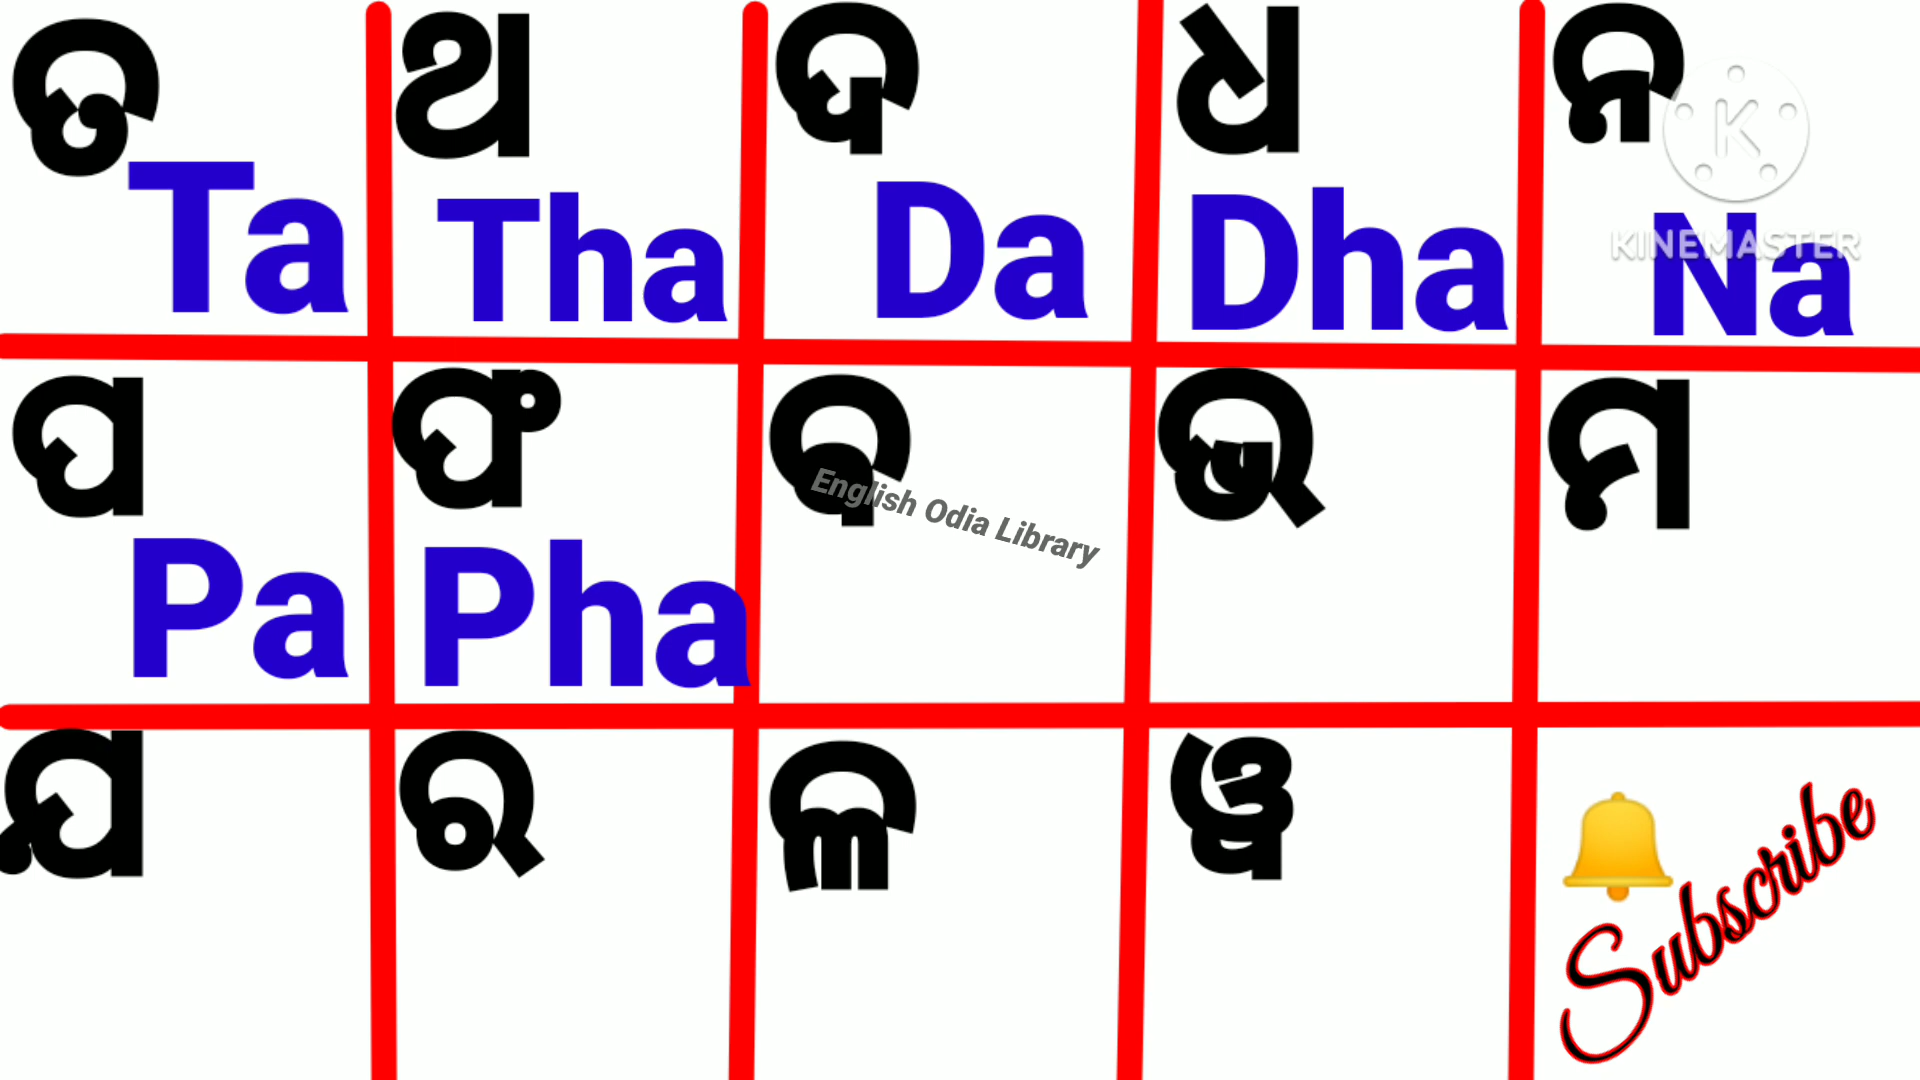 ତ ଥ ଦ ଧ ନ
Ta Tha Da Dha Na
KINEMASTER
ପ ଫ ବ ଭ ମ
English Odia Library
Pa Pha
ଯ ର ଳ ୱ
Subscribe